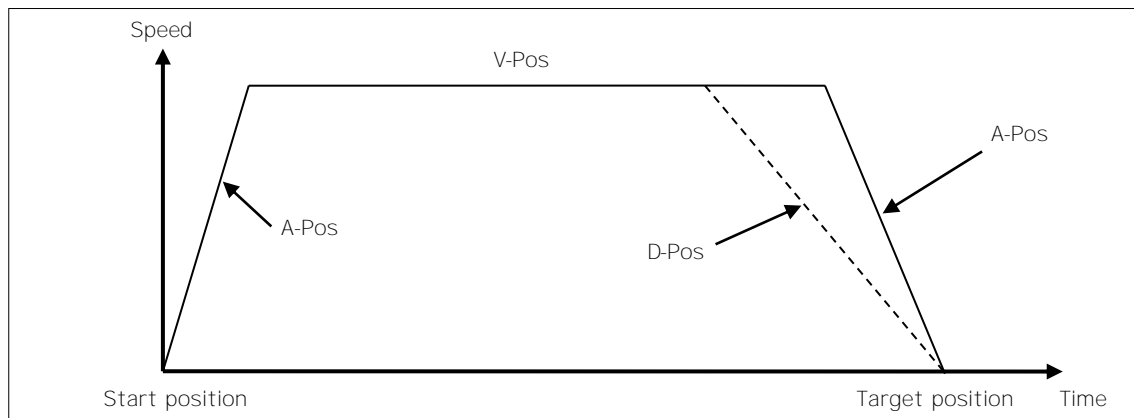 Speed
V-Pos
A-Pos
A-Pos
D-Pos
Start position
Target position
Time